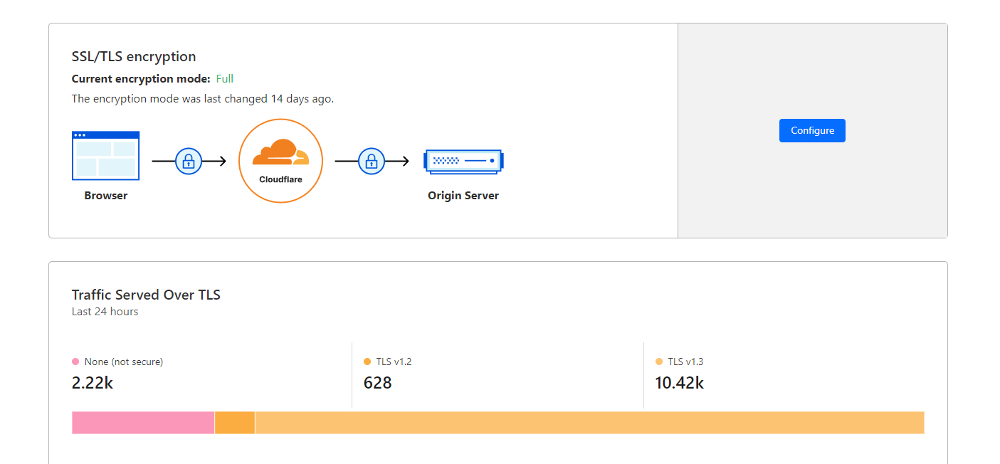 SSL/TLS encryption
Current encryption mode: Full
The encryption mode was last changed 14 days ago.
Configure
Cloudflare
Browser
Origin Server
Traffic Served Over TLS
Last 24 hours
None (not secure)
2.22k
TLS v1.2
628
TLS v1.3
10.42k